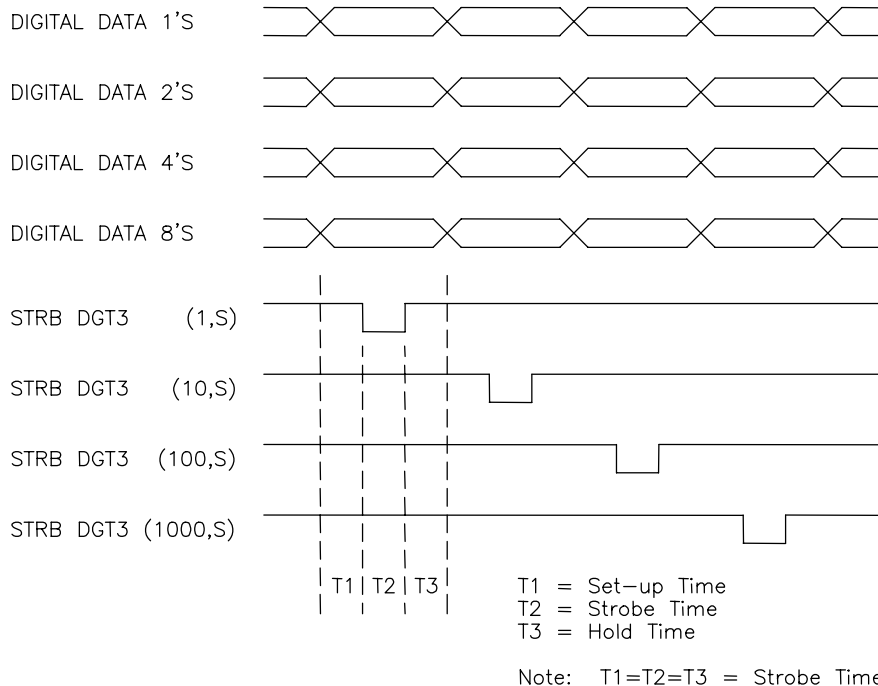 DIGITAL DATA 1'S
DIGITAL DATA 2'S
DIGITAL DATA 4'S
DIGITAL DATA 8'S
STRB DGT3 (1,S)
STRB DGT3 (10,S)
STRB DGT3 (100,S)
STRB DGT3 (1000,S)
T1 T2 T3
T1 = Set-up Time
T2 = Strobe Time
T3 = Hold Time
Note: T1=T2=T3 = Strobe Time